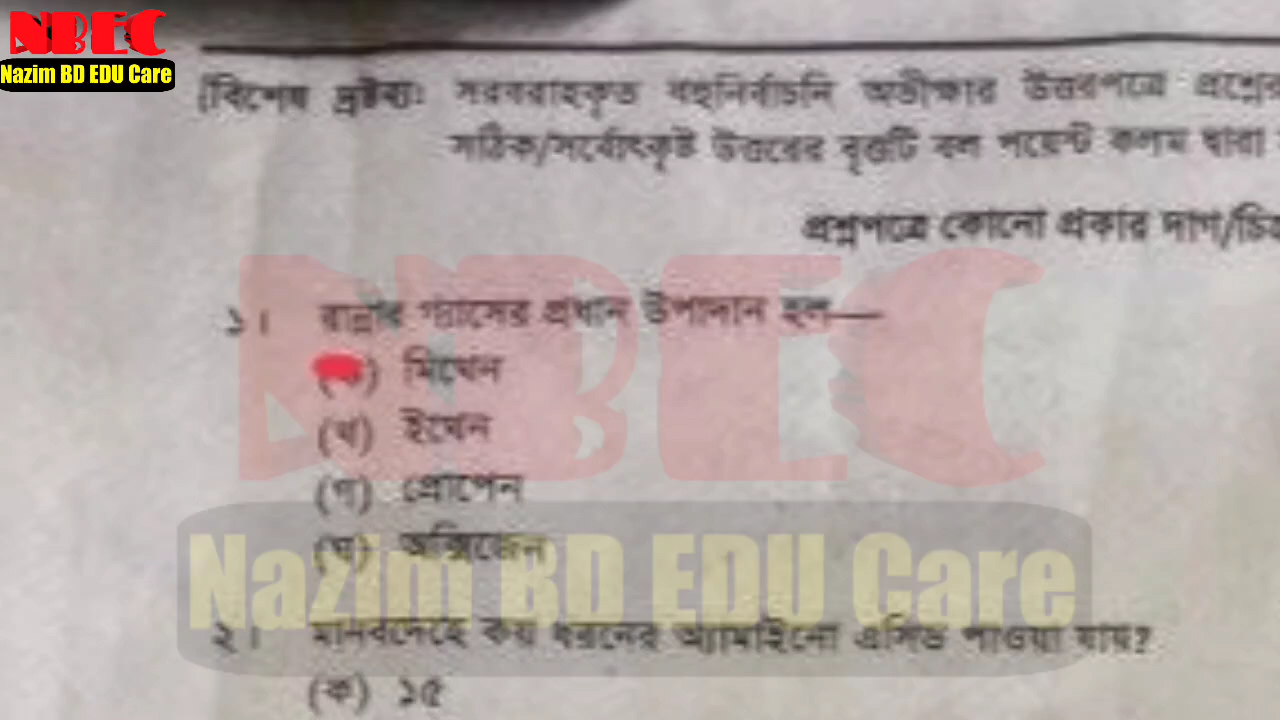 NBEC
Nazim BD EDU Care
[বিশেষ দ্রষ্টব্যঃ সরবরাহকৃত বহুনির্বাচনি অভীক্ষার উত্তরপত্রে প্রশ্নের
সঠিক/সর্বোৎকৃষ্ট উত্তরের বৃত্তটি বল পয়েন্ট কলম দ্বারা
প্রশ্নপত্রে কোনো প্রকার দাগ/চিহ্ন
১। রান্নার গ্যাসের প্রধান উপাদান হল—
(ক) মিথেন
(খ) ইথেন
(গ) প্রোপেন
(ঘ) অক্সিজেন
NBEC
Nazim BD EDU Care
২। মানবদেহে কয় ধরনের অ্যামাইনো এসিড পাওয়া যায়?
(ক) ১৫